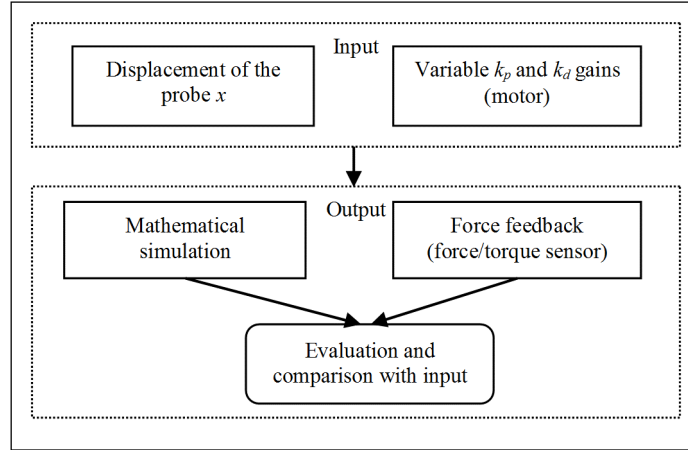 Input
Displacement of the
probe x
Variable kp and kd gains
(motor)
Output
Mathematical
simulation
Force feedback
(force/torque sensor)
Evaluation and
comparison with input